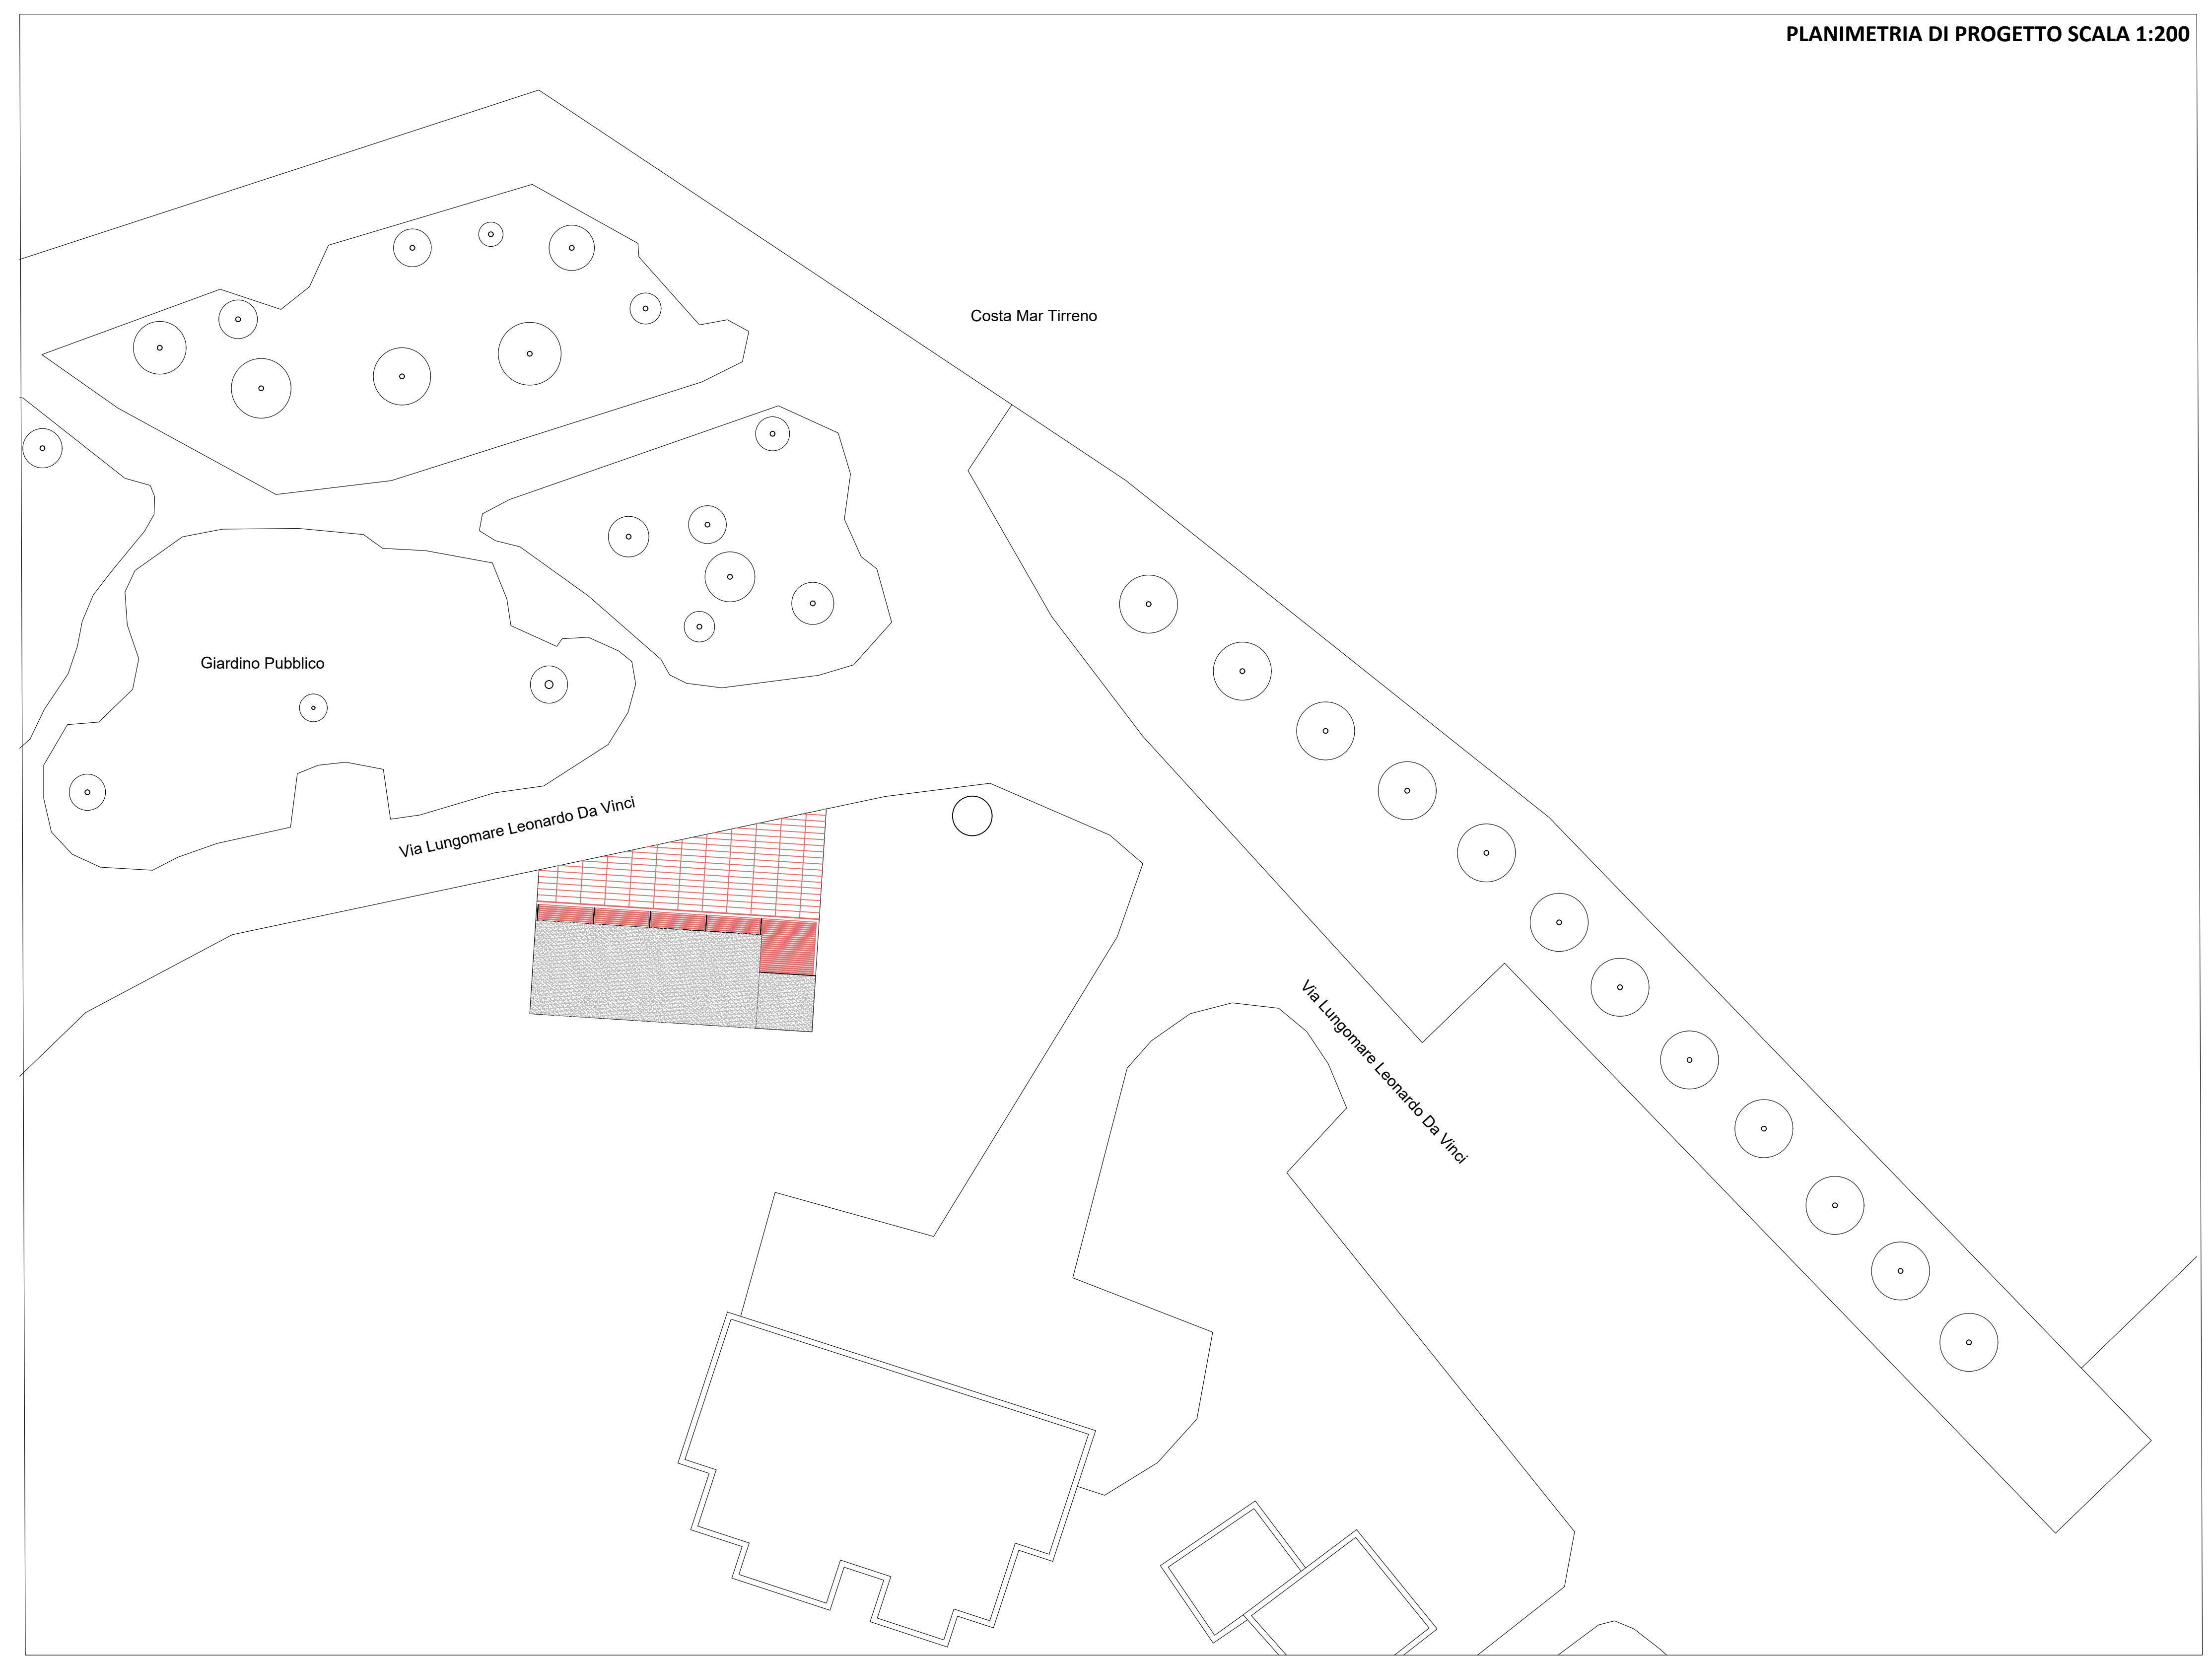 PLANIMETRIA DI PROGETTO SCALA 1:200
Costa Mar Tirreno
Giardino Pubblico
Via Lungomare Leonardo Da Vinci
Via Lungomare Leonardo Da Vinci